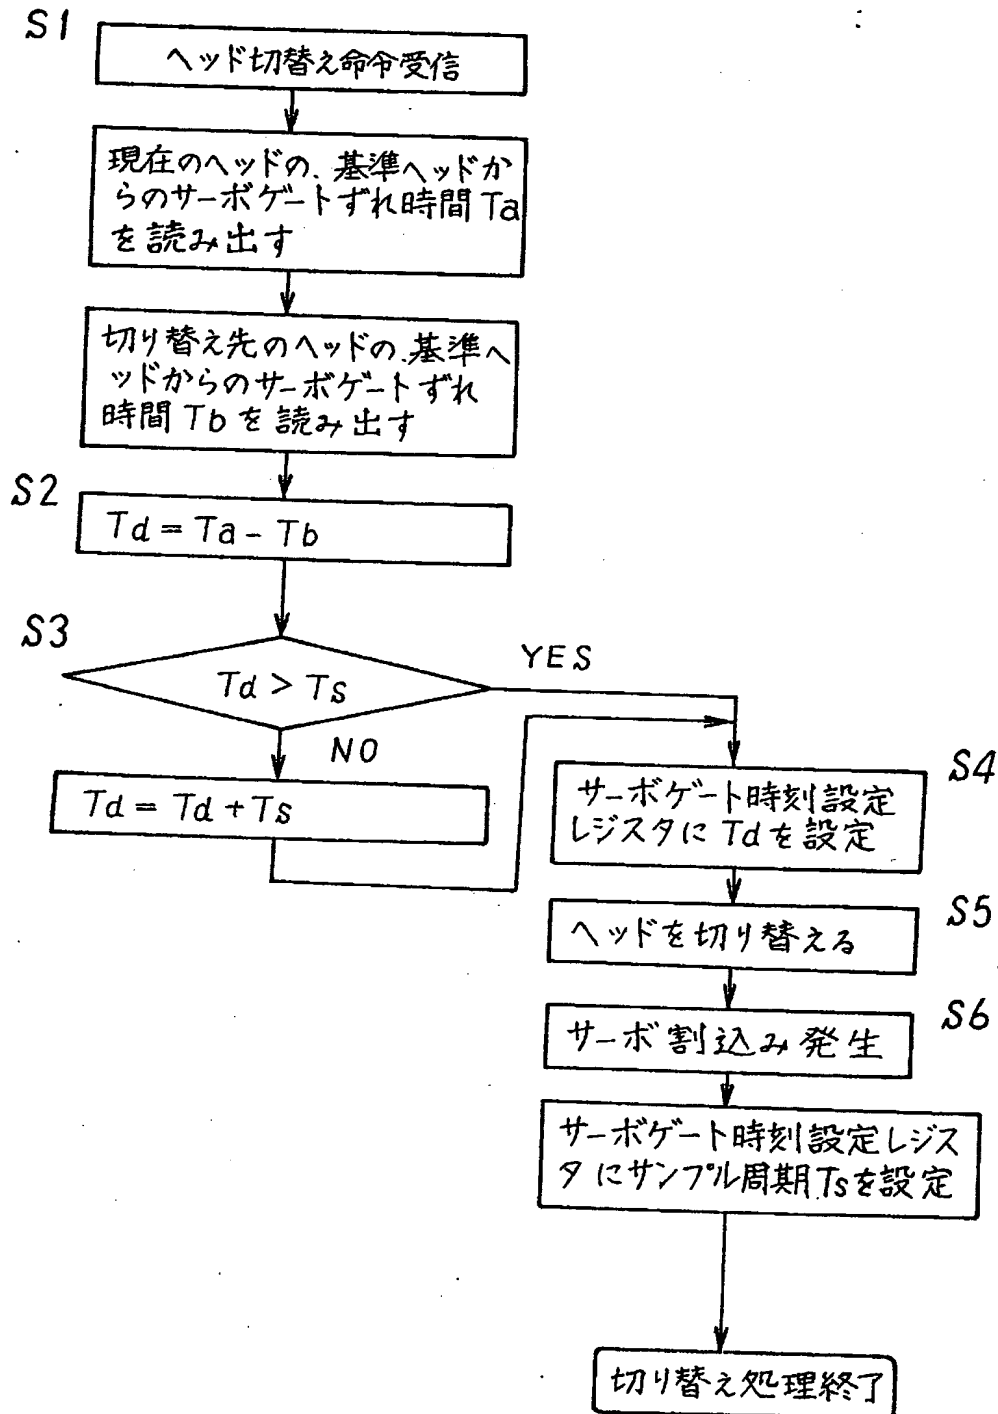 S1
ヘッド切替え命令受信
現在のヘッドの、基準ヘッドか
らのサーボゲートずれ時間Ta
を読み出す
切り替え先のヘッドの、基準ヘ
ッドからのサーボゲートずれ
時間Tbを読み出す
S2
Td=Ta-Tb
S3
Td>Ts
YES
NO
Td=Td+Ts
S4
サーボゲート時刻設定
レジスタにTdを設定
S5
ヘッドを切り替える
S6
サーボ割込み発生
サーボゲート時刻設定レジス
タにサンプル周期Tsを設定
切り替え処理終了